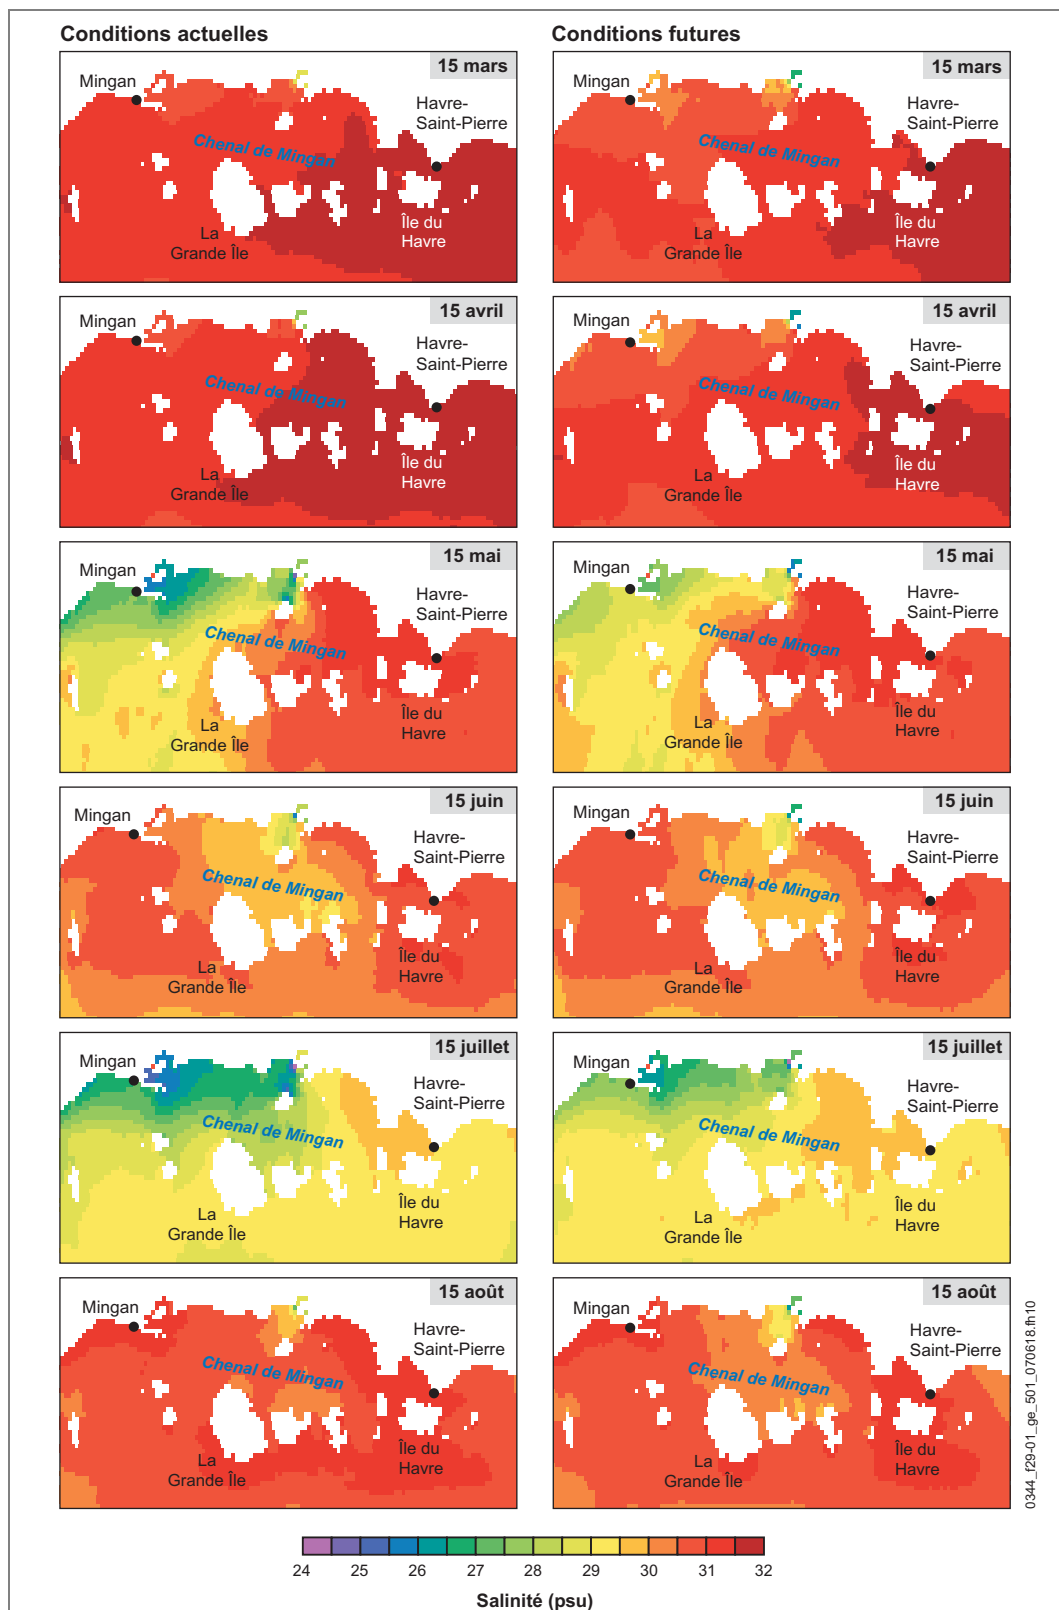 Conditions actuelles
Conditions futures
15 mars
Mingan
Havre-
Saint-Pierre
Chenal de Mingan
La
Grande Île
Île du
Havre
15 mars
Mingan
Havre-
Saint-Pierre
Chenal de Mingan
La
Grande Île
Île du
Havre
15 avril
Mingan
Havre-
Saint-Pierre
Chenal de Mingan
La
Grande Île
Île du
Havre
15 avril
Mingan
Havre-
Saint-Pierre
Chenal de Mingan
La
Grande Île
Île du
Havre
15 mai
Mingan
Havre-
Saint-Pierre
Chenal de Mingan
La
Grande Île
Île du
Havre
15 mai
Mingan
Havre-
Saint-Pierre
Chenal de Mingan
La
Grande Île
Île du
Havre
15 juin
Mingan
Havre-
Saint-Pierre
Chenal de Mingan
La
Grande Île
Île du
Havre
15 juin
Mingan
Havre-
Saint-Pierre
Chenal de Mingan
La
Grande Île
Île du
Havre
15 juillet
Mingan
Havre-
Saint-Pierre
Chenal de Mingan
La
Grande Île
Île du
Havre
15 juillet
Mingan
Havre-
Saint-Pierre
Chenal de Mingan
La
Grande Île
Île du
Havre
15 août
Mingan
Havre-
Saint-Pierre
Chenal de Mingan
La
Grande Île
Île du
Havre
15 août
Mingan
Havre-
Saint-Pierre
Chenal de Mingan
La
Grande Île
Île du
Havre
0344_f29-01_ge_501_070618.fh10
24 25 26 27 28 29 30 31 32
Salinité (psu)